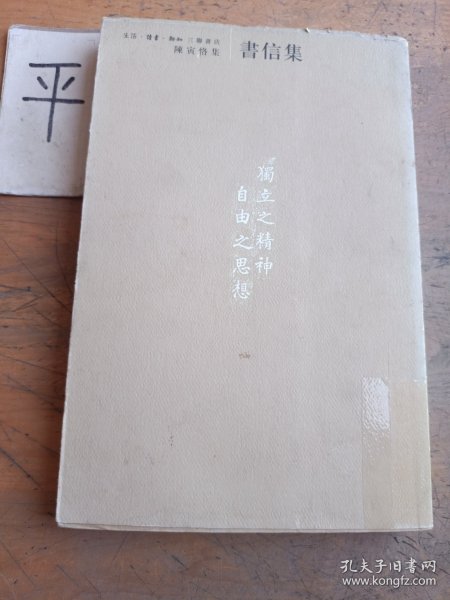 平
生活·讀書·新知 三聯書店
陳寅恪集
書信集
獨立之精神
自由之思想
孔夫子旧书网
www.kongfz.com